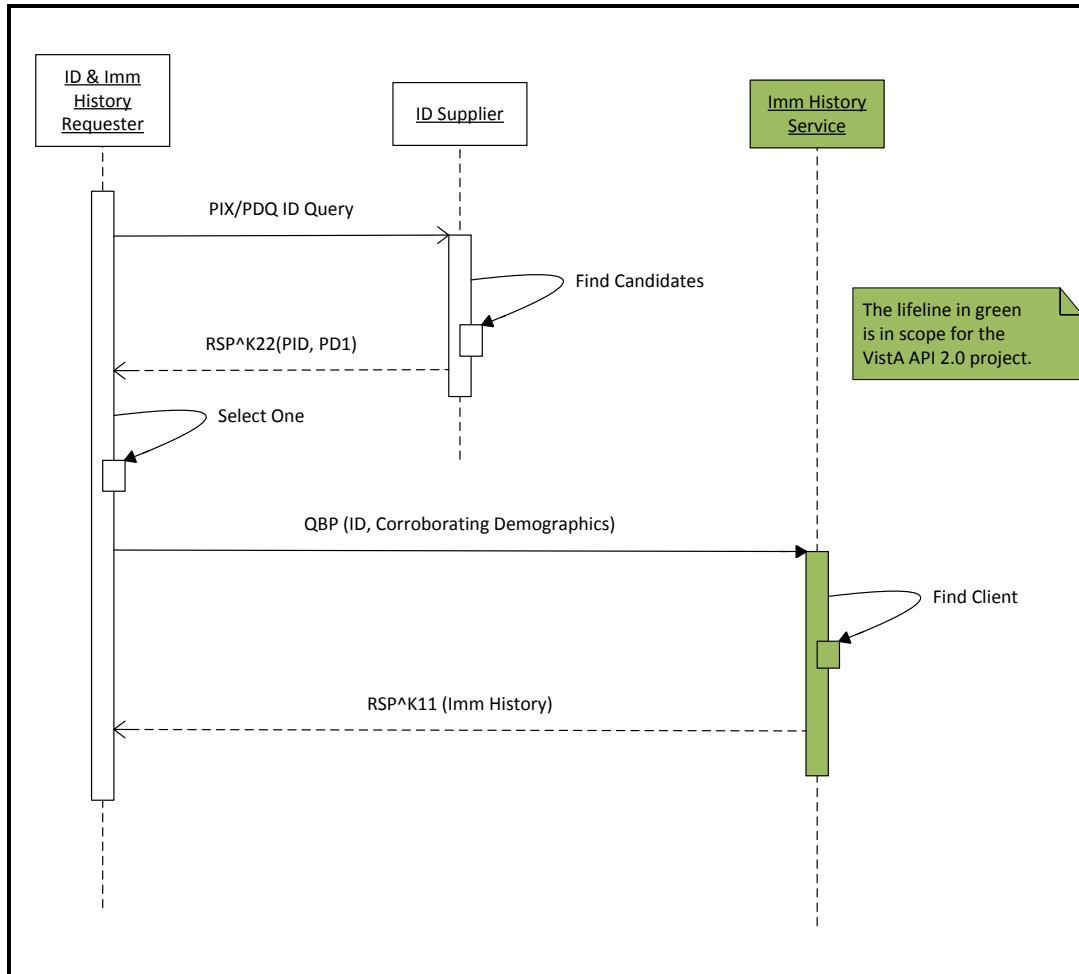 ID & Imm
History
Requester
ID Supplier
Imm History
Service
PIX/PDQ ID Query
Find Candidates
The lifeline in green
is in scope for the
VistA API 2.0 project.
RSP^K22(PID, PD1)
Select One
QBP (ID, Corroborating Demographics)
Find Client
RSP^K11 (Imm History)